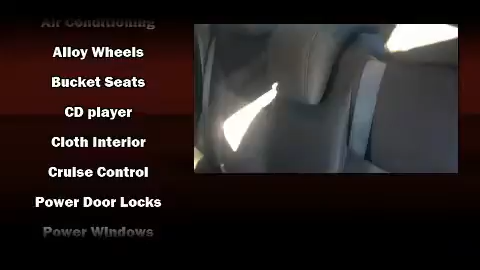 Air Conditioning
Alloy Wheels
Bucket Seats
CD player
Cloth Interior
Cruise Control
Power Door Locks
Power Windows